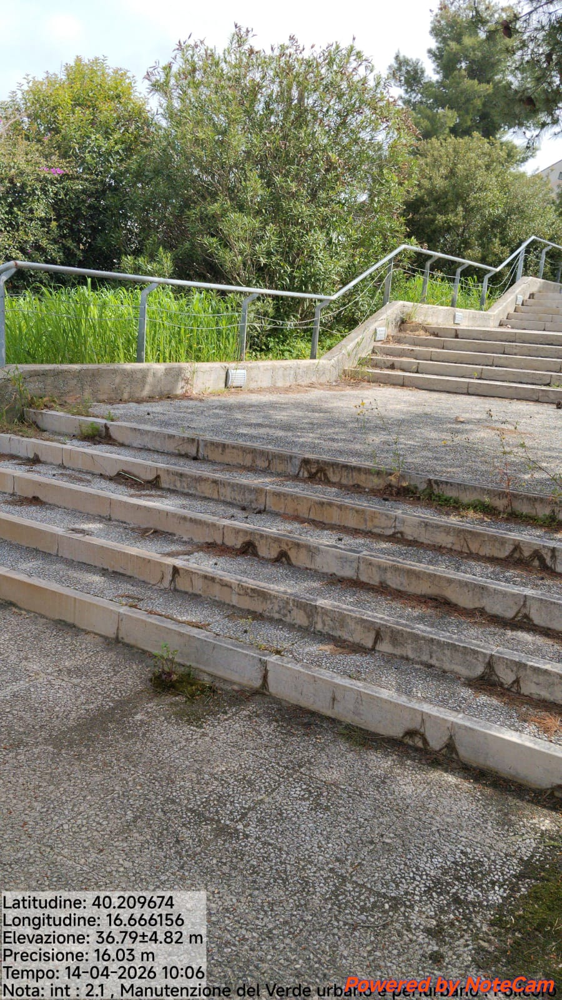 Latitudine: 40.209674
Longitudine: 16.666156
Elevazione: 36.79±4.82 m
Precisione: 16.03 m
Tempo: 14-04-2026 10:06
Nota: int : 2.1 , Manutenzione del Verde urbano e periurbano
Powered by NoteCam